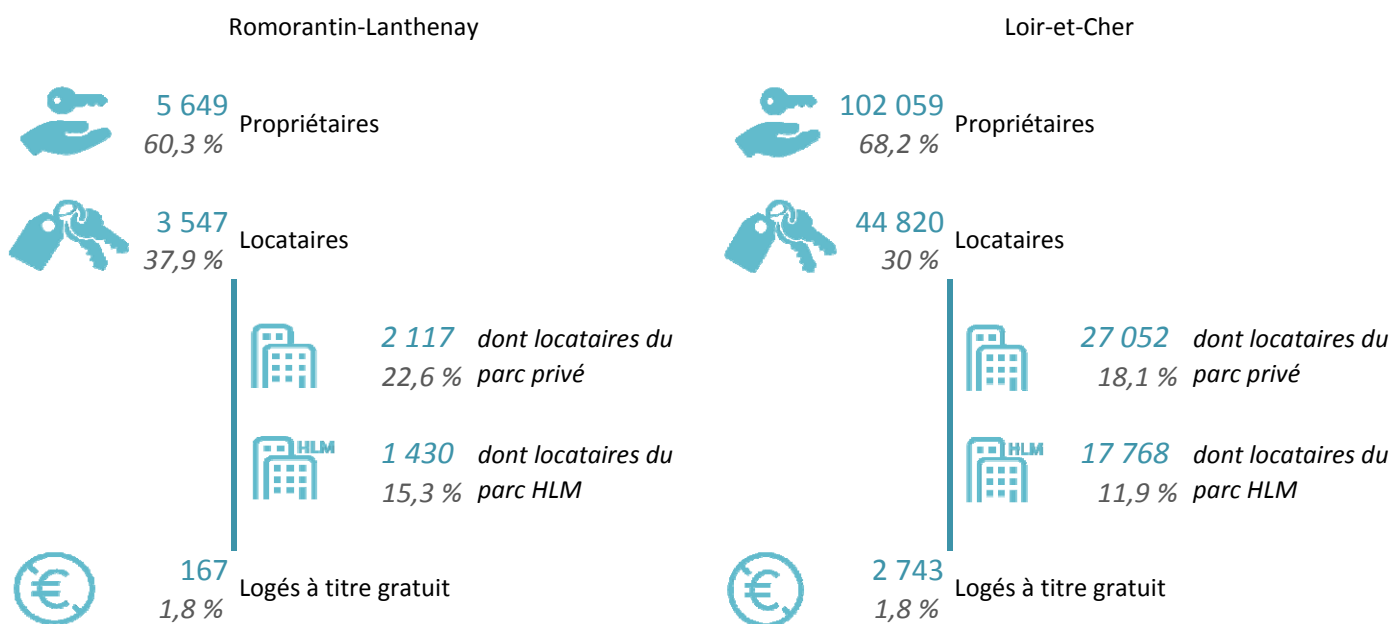 Romorantin-Lanthenay
5 649
60,3 %
Propriétaires
3 547
37,9 %
Locataires
2 117
22,6 %
dont locataires du
parc privé
HLM
1 430
15,3 %
dont locataires du
parc HLM
167
1,8 %
Logés à titre gratuit
Loir-et-Cher
102 059
68,2 %
Propriétaires
44 820
30 %
Locataires
27 052
18,1 %
dont locataires du
parc privé
HLM
17 768
11,9 %
dont locataires du
parc HLM
2 743
1,8 %
Logés à titre gratuit